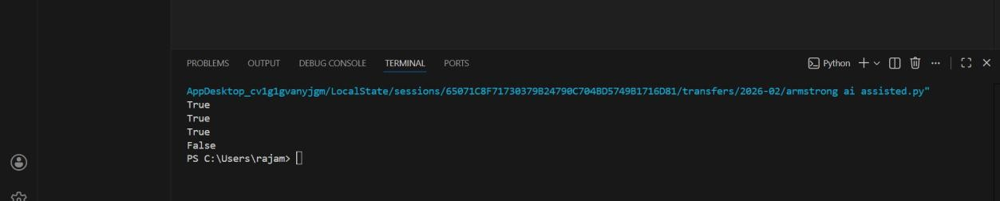 PROBLEMS OUTPUT DEBUG CONSOLE TERMINAL PORTS Python
AppDesktop_cv1g1gvanyjgm/LocalState/sessions/65071C8F71730379B24790C704BD5749B1716D81/transfers/2026-02/armstrong ai assisted.py"
True
True
True
False
PS C:\Users\rajam>